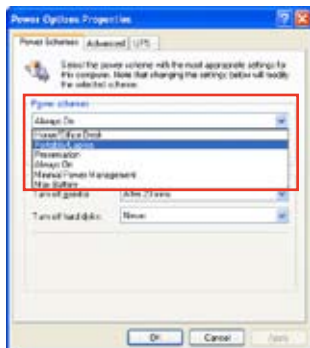 Power Options Properties
Power Schemes Advanced UPS
Select the power scheme with the most appropriate settings for
this computer. Note that changing the settings below will modify
the selected scheme.
Power schemes
Always On
Home/Office Desk
Portable/Laptop
Presentation
Always On
Minimal Power Management
Max Battery
Turn off monitor: After 20 mins
Turn off hard disks: Never
OK Cancel Apply